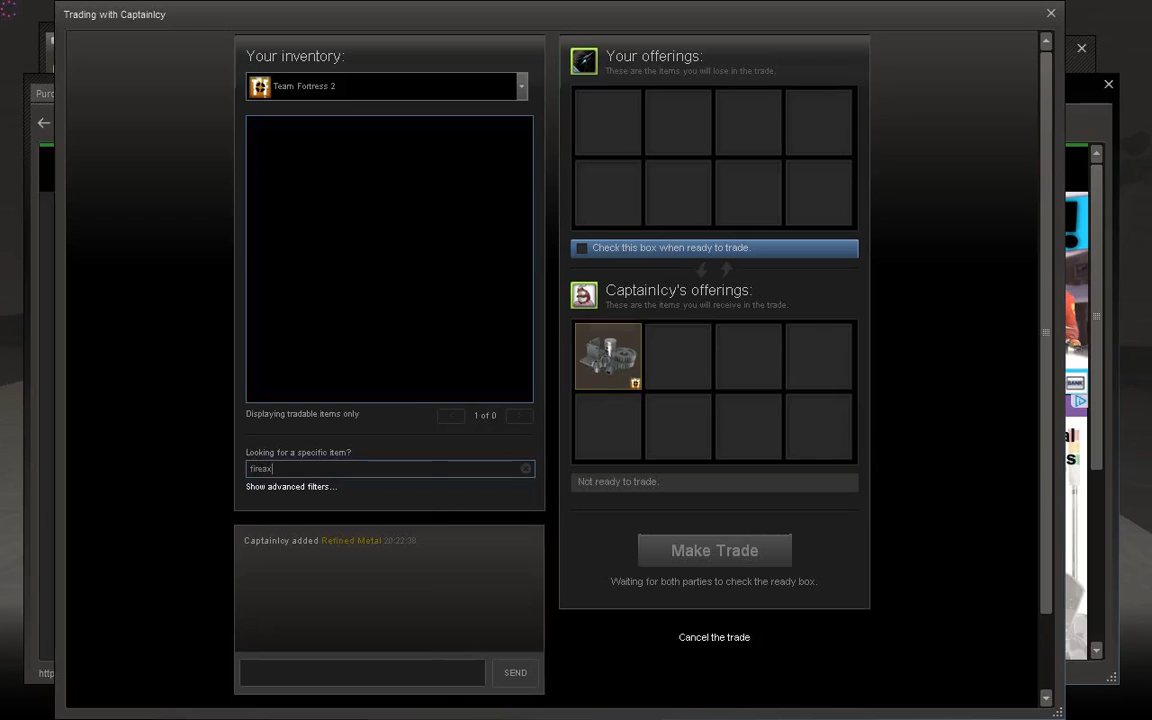 Trading with CaptainIcy
Purc
Your inventory:
Team Fortress 2
Displaying tradable items only
1 of 0
Looking for a specific item?
fireax
Show advanced filters...
CaptainIcy added Refined Metal 20:22:38
SEND
Your offerings:
These are the items you will lose in the trade.
Check this box when ready to trade.
CaptainIcy's offerings:
These are the items you will receive in the trade.
Not ready to trade.
Make Trade
Waiting for both parties to check the ready box.
Cancel the trade
http
!
BANK
al
s